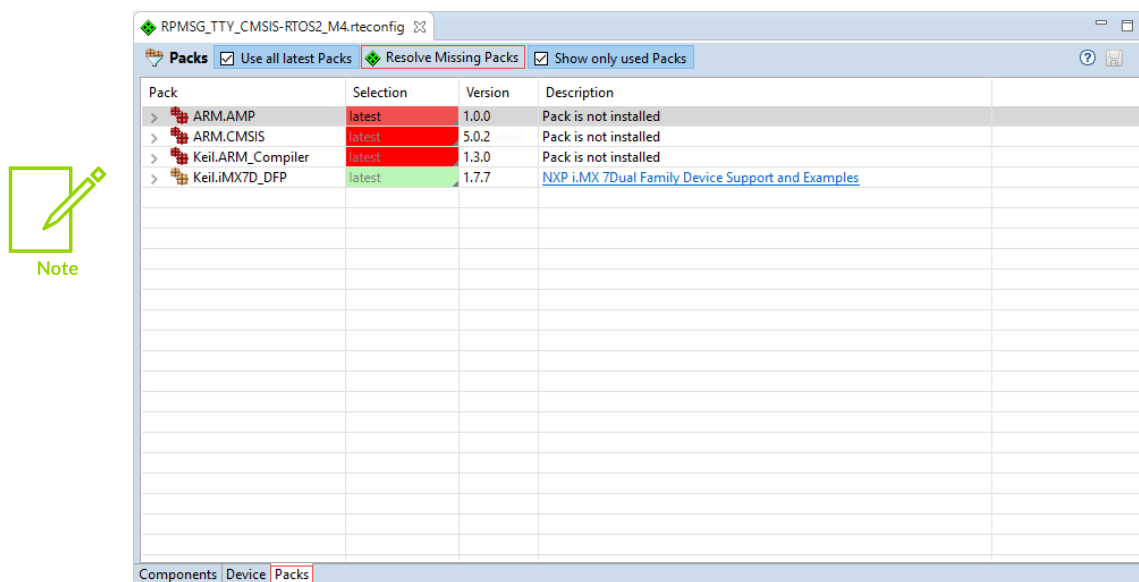 RPMSG_TTY_CMSIS-RTOS2_M4.rteconfig
Packs Use all latest Packs Resolve Missing Packs Show only used Packs
Pack Selection Version Description
ARM.AMP latest 1.0.0 Pack is not installed
ARM.CMSIS latest 5.0.2 Pack is not installed
Keil.ARM_Compiler latest 1.3.0 Pack is not installed
Keil.iMX7D_DFP latest 1.7.7 NXP i.MX 7Dual Family Device Support and Examples
Note
Components Device Packs